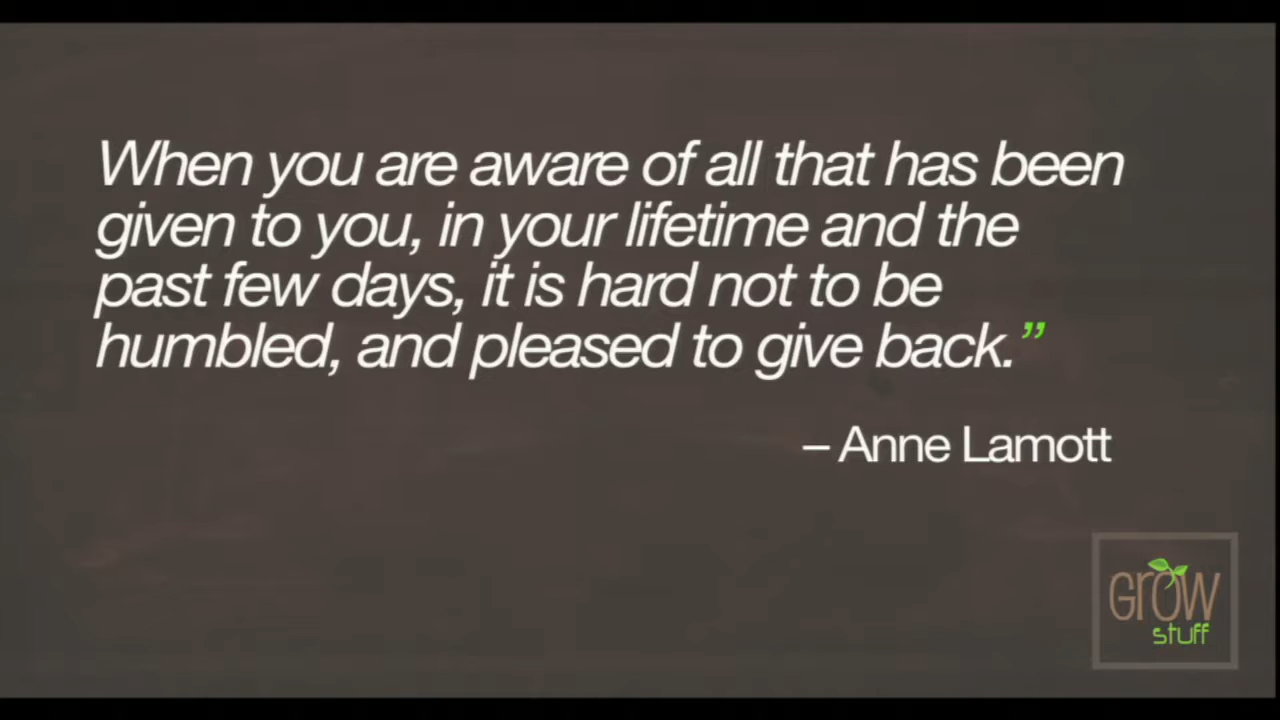 When you are aware of all that has been
given to you, in your lifetime and the
past few days, it is hard not to be
humbled, and pleased to give back.”
– Anne Lamott
Grow
stuff